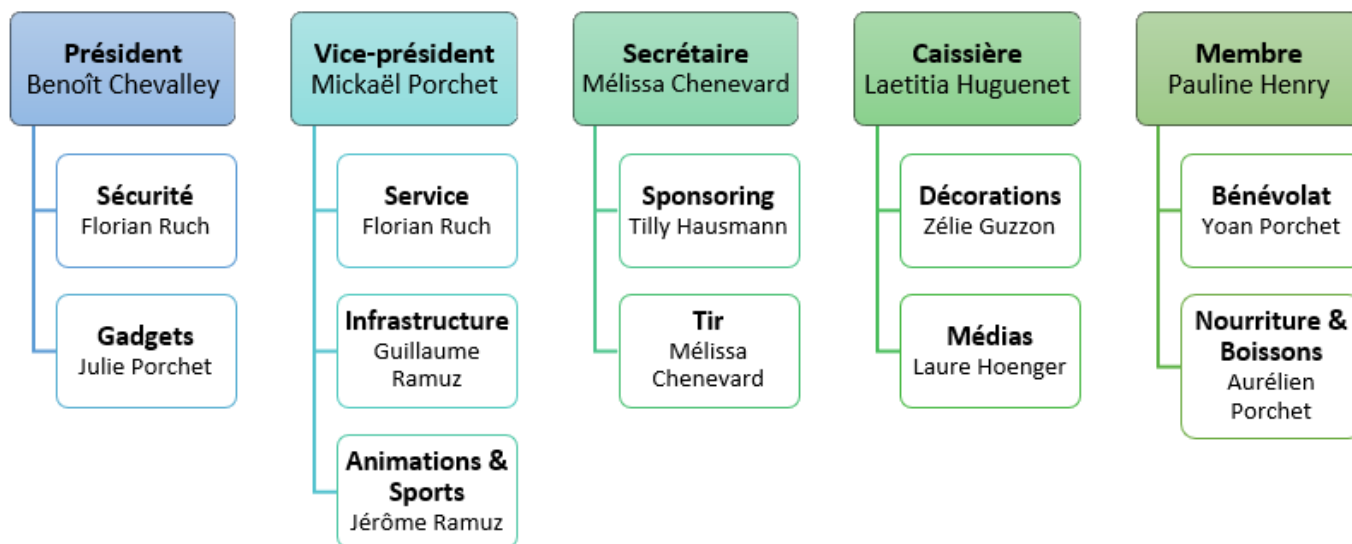 Président
Benoît Chevalley
Sécurité
Florian Ruch
Gadgets
Julie Porchet
Vice-président
Mickaël Porchet
Service
Florian Ruch
Infrastructure
Guillaume
Ramuz
Animations &
Sports
Jérôme Ramuz
Secrétaire
Mélissa Chenevard
Sponsoring
Tilly Hausmann
Tir
Mélissa
Chenevard
Caissière
Laetitia Huguenet
Décorations
Zélie Guzzon
Médias
Laure Hoenger
Membre
Pauline Henry
Bénévolat
Yoan Porchet
Nourriture &
Boissons
Aurélien
Porchet